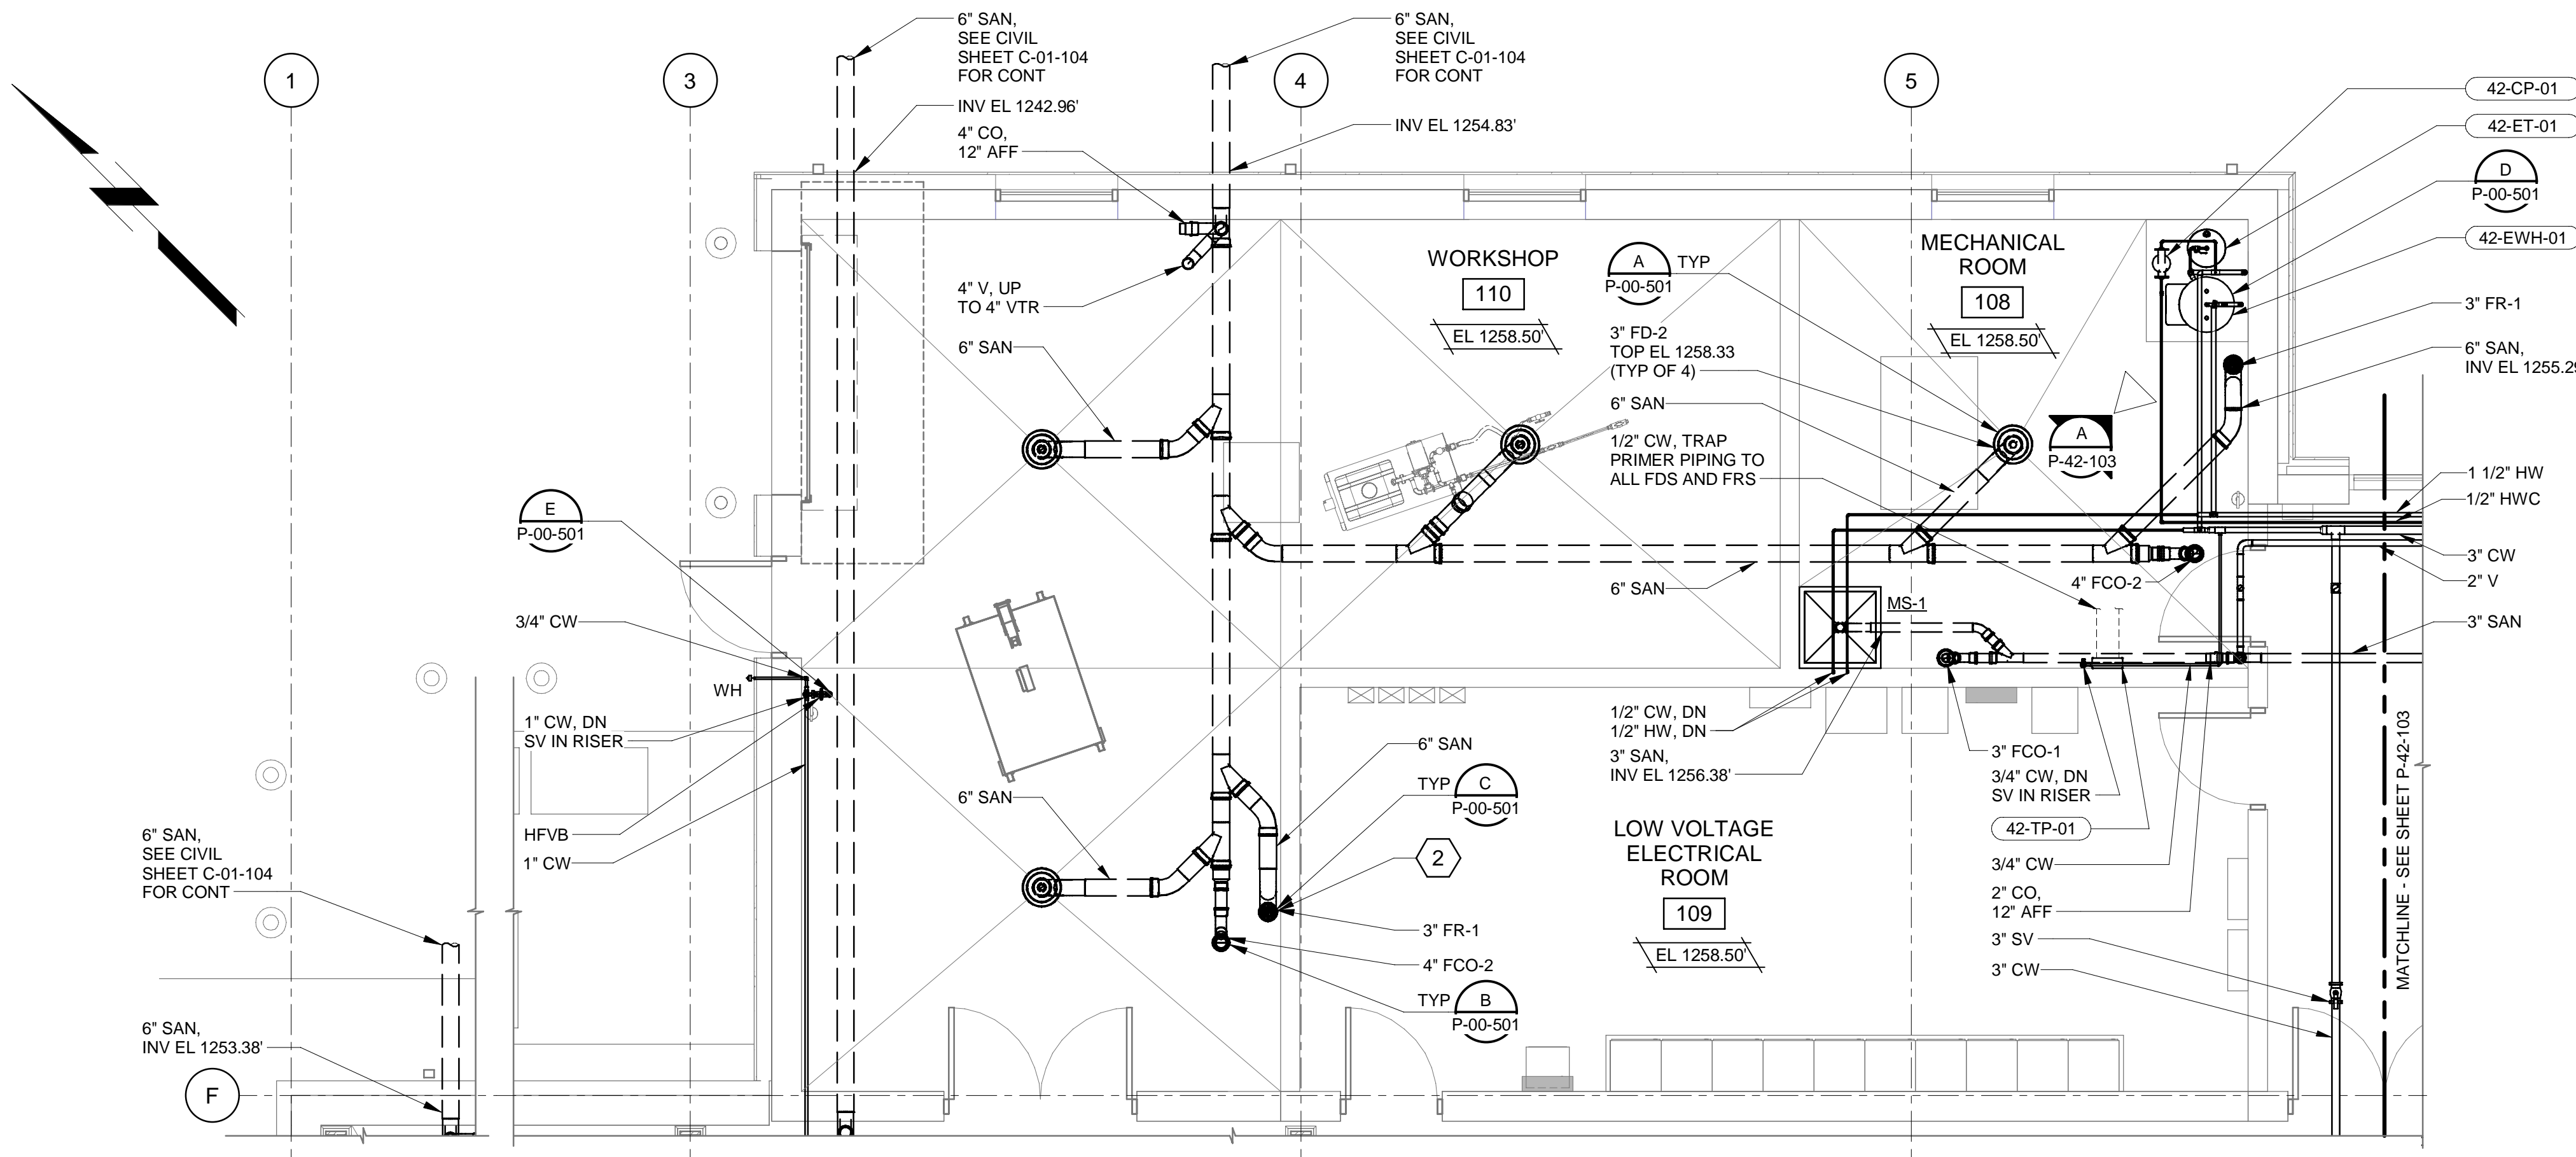 6" SAN,
SEE CIVIL
SHEET C-01-104
FOR CONT
6" SAN,
SEE CIVIL
SHEET C-01-104
FOR CONT
1
3
4
5
INV EL 1242.96'
4" CO,
12" AFF
INV EL 1254.83'
42-CP-01
42-ET-01
D
P-00-501
42-EWH-01
WORKSHOP
110
EL 1258.50'
A
TYP
P-00-501
MECHANICAL
ROOM
108
EL 1258.50'
4" V, UP
TO 4" VTR
6" SAN
3" FD-2
TOP EL 1258.33
(TYP OF 4)
6" SAN
1/2" CW, TRAP
PRIMER PIPING TO
ALL FDS AND FRS
3" FR-1
6" SAN,
INV EL 1255.29
A
P-42-103
1 1/2" HW
1/2" HWC
3" CW
2" V
3" SAN
E
P-00-501
6" SAN
4" FCO-2
MS-1
3/4" CW
WH
1" CW, DN
SV IN RISER
HFVB
1" CW
6" SAN
6" SAN
TYP
C
P-00-501
2
3" FR-1
4" FCO-2
TYP
B
P-00-501
1/2" CW, DN
1/2" HW, DN
3" SAN,
INV EL 1256.38'
LOW VOLTAGE
ELECTRICAL
ROOM
109
EL 1258.50'
3" FCO-1
3/4" CW, DN
SV IN RISER
42-TP-01
3/4" CW
2" CO,
12" AFF
3" SV
3" CW
MATCHLINE - SEE SHEET P-42-103
6" SAN,
SEE CIVIL
SHEET C-01-104
FOR CONT
6" SAN,
INV EL 1253.38'
F